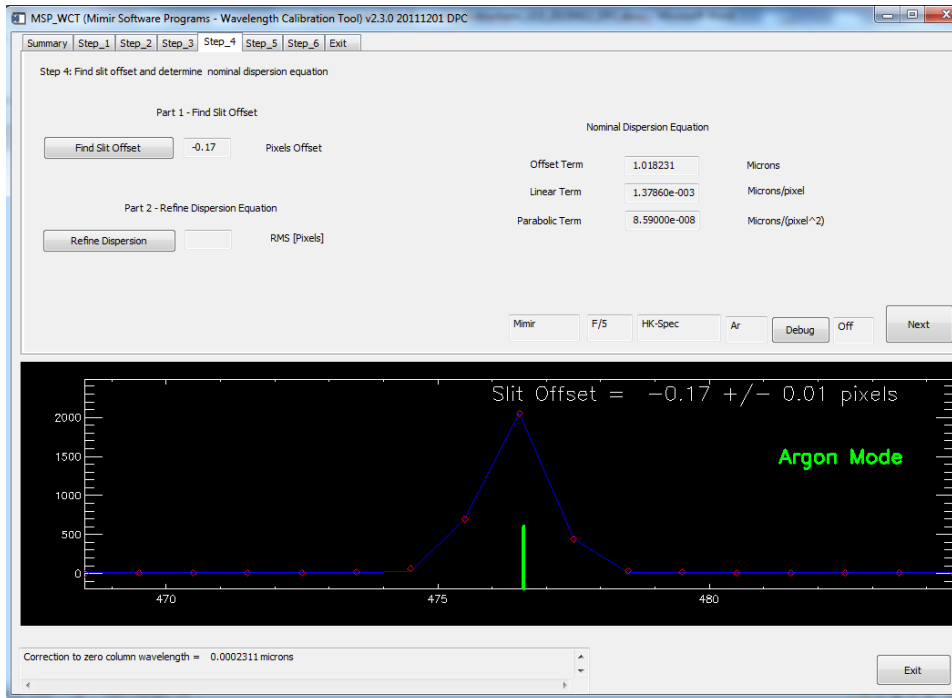 MSP_WCT (Mimir Software Programs - Wavelength Calibration Tool) v2.3.0 20111201 DPC
Summary Step_1 Step_2 Step_3 Step_4 Step_5 Step_6 Exit
Step 4: Find slit offset and determine nominal dispersion equation
Part 1 - Find Slit Offset
Find Slit Offset -0.17 Pixels Offset
Part 2 - Refine Dispersion Equation
Refine Dispersion RMS [Pixels]
Nominal Dispersion Equation
Offset Term 1.018231 Microns
Linear Term 1.37860e-003 Microns/pixel
Parabolic Term 8.59000e-008 Microns/(pixel^2)
Mimir F/5 HK-Spec Ar Debug Off Next
Slit Offset = -0.17 +/- 0.01 pixels
Argon Mode
2000
1500
1000
500
0
470 475 480
Correction to zero column wavelength = 0.0002311 microns
Exit